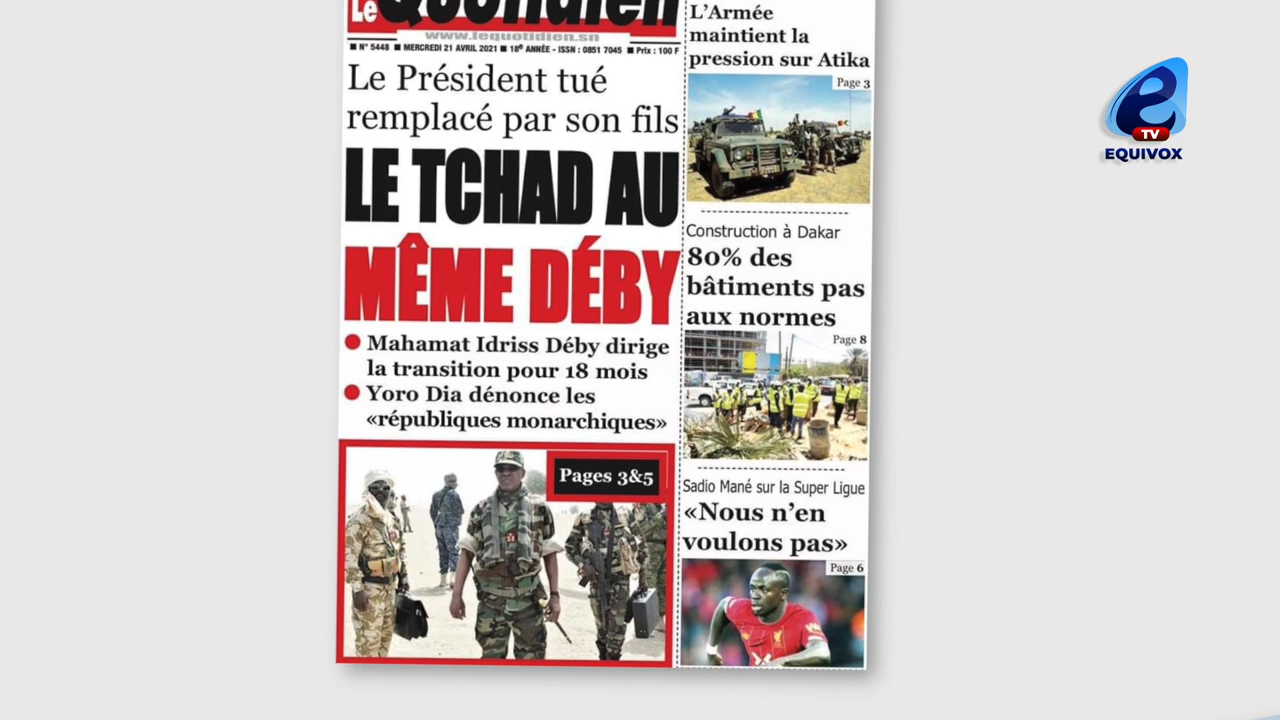 Le Quotidien
www.lequotidien.sn
N° 5448 ■ MERCREDI 21 AVRIL 2021 ■ 18e ANNÉE - ISSN : 0851 7045 ■ Prix : 100 F
Le Président tué
remplacé par son fils
LE TCHAD AU
MÊME DÉBY
Mahamat Idriss Déby dirige
la transition pour 18 mois
Yoro Dia dénonce les
«républiques monarchiques»
Pages 3&5
L'Armée
maintient la
pression sur Atika
Page 3
Construction à Dakar
80% des
bâtiments pas
aux normes
Page 8
Sadio Mané sur la Super Ligue
«Nous n'en
voulons pas»
Page 6
e
TV
EQUIVOX